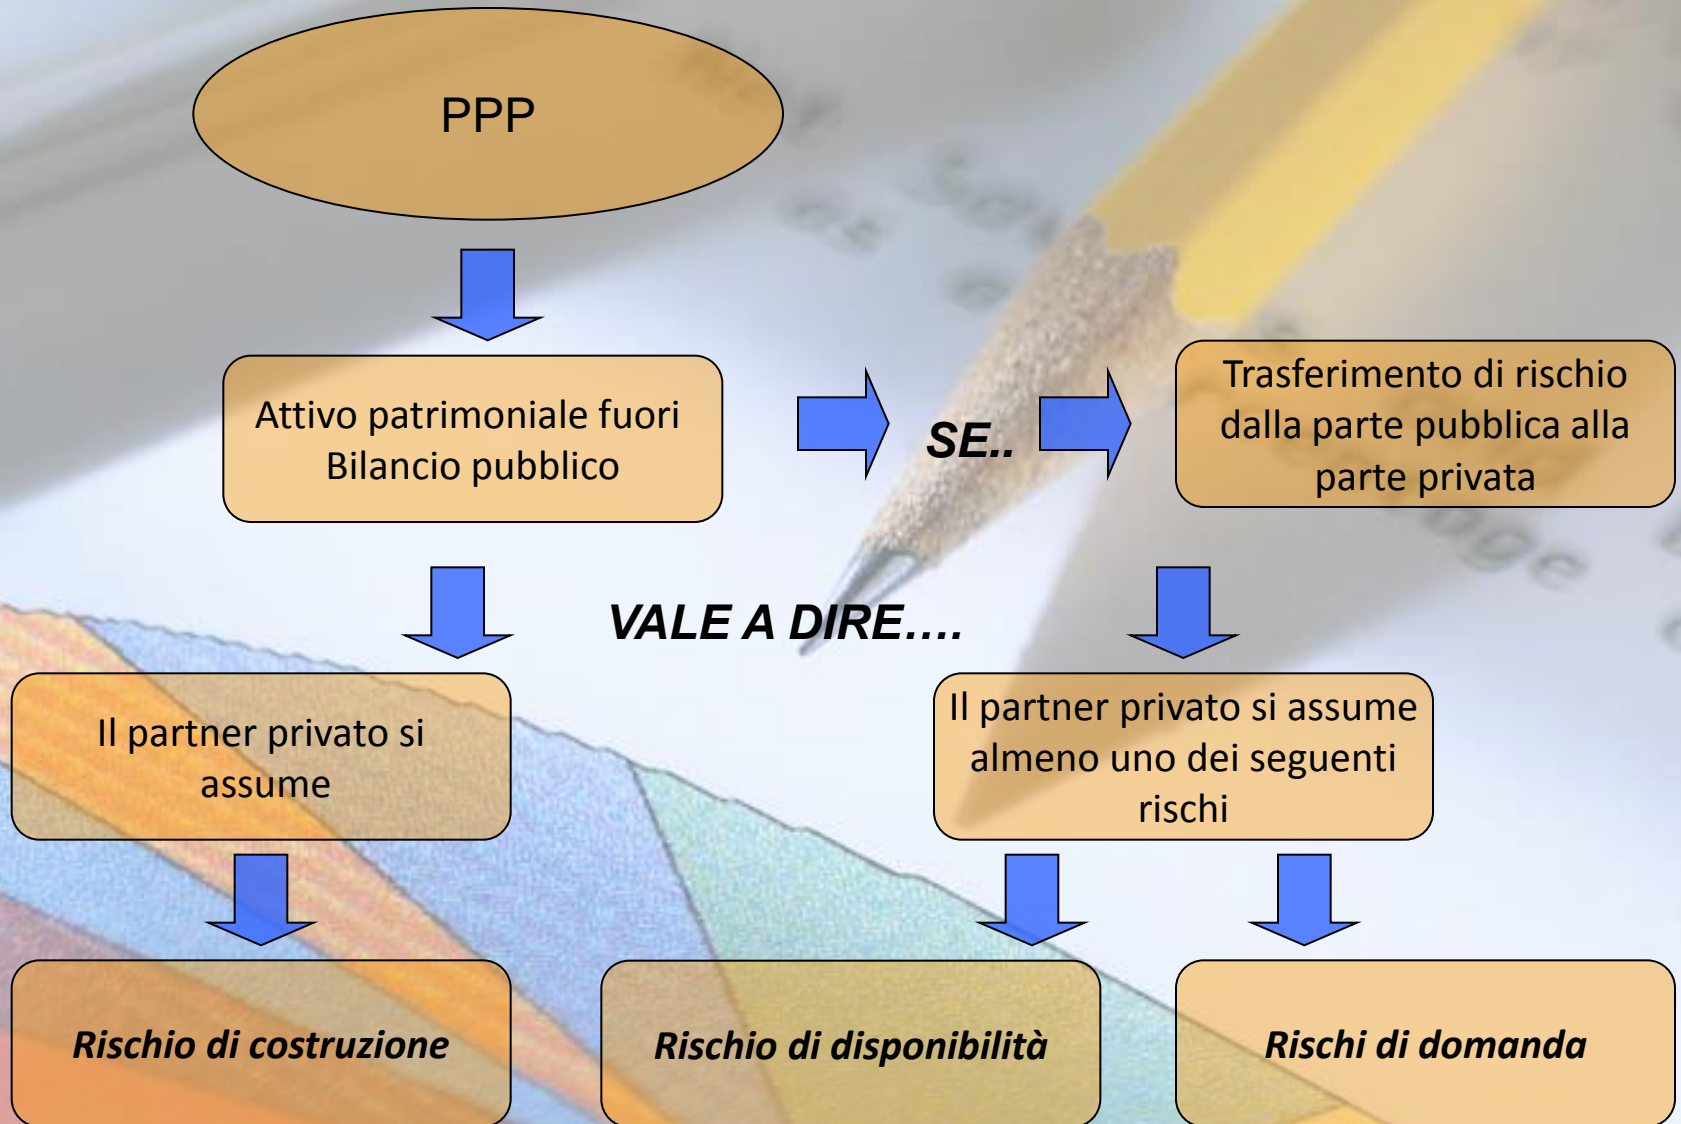 PPP
Attivo patrimoniale fuori
Bilancio pubblico
SE..
Trasferimento di rischio
dalla parte pubblica alla
parte privata
VALE A DIRE....
Il partner privato si
assume
Il partner privato si assume
almeno uno dei seguenti
rischi
Rischio di costruzione
Rischio di disponibilità
Rischi di domanda